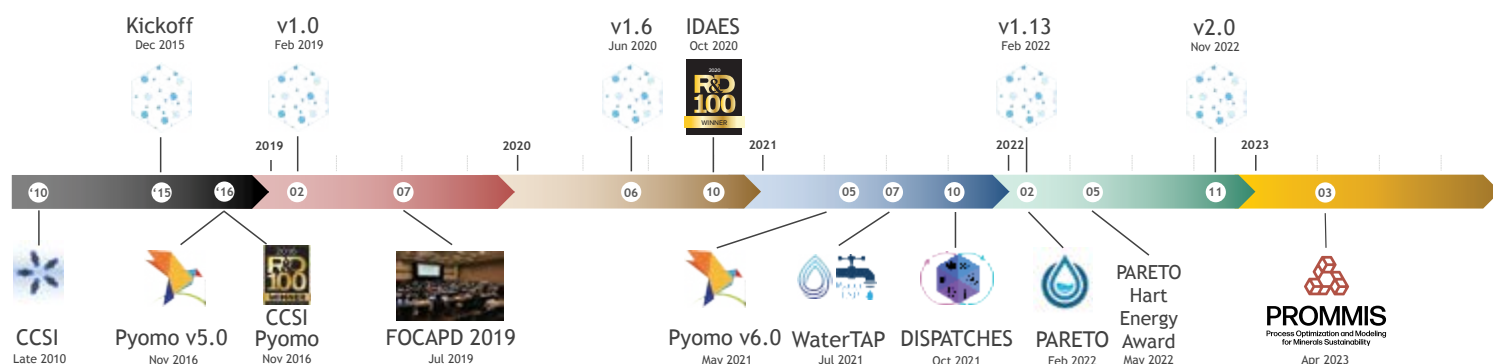 Kickoff
Dec 2015
v1.0
Feb 2019
v1.6
Jun 2020
IDAES
Oct 2020
2020
R&D
100
WINNER
v1.13
Feb 2022
v2.0
Nov 2022
2019
2020
2021
2022
2023
'10
'15
'16
02
07
06
10
05
07
10
02
05
11
03
CCSI
Late 2010
Pyomo v5.0
Nov 2016
R&D
100
WINNER
CCSI
Pyomo
Nov 2016
FOCAPD 2019
Jul 2019
Pyomo v6.0
May 2021
WaterTAP
Jul 2021
DISPATCHES
Oct 2021
PARETO
Feb 2022
PARETO
Hart
Energy
Award
May 2022
PROMMIS
Process Optimization and Modeling
for Minerals Sustainability
Apr 2023